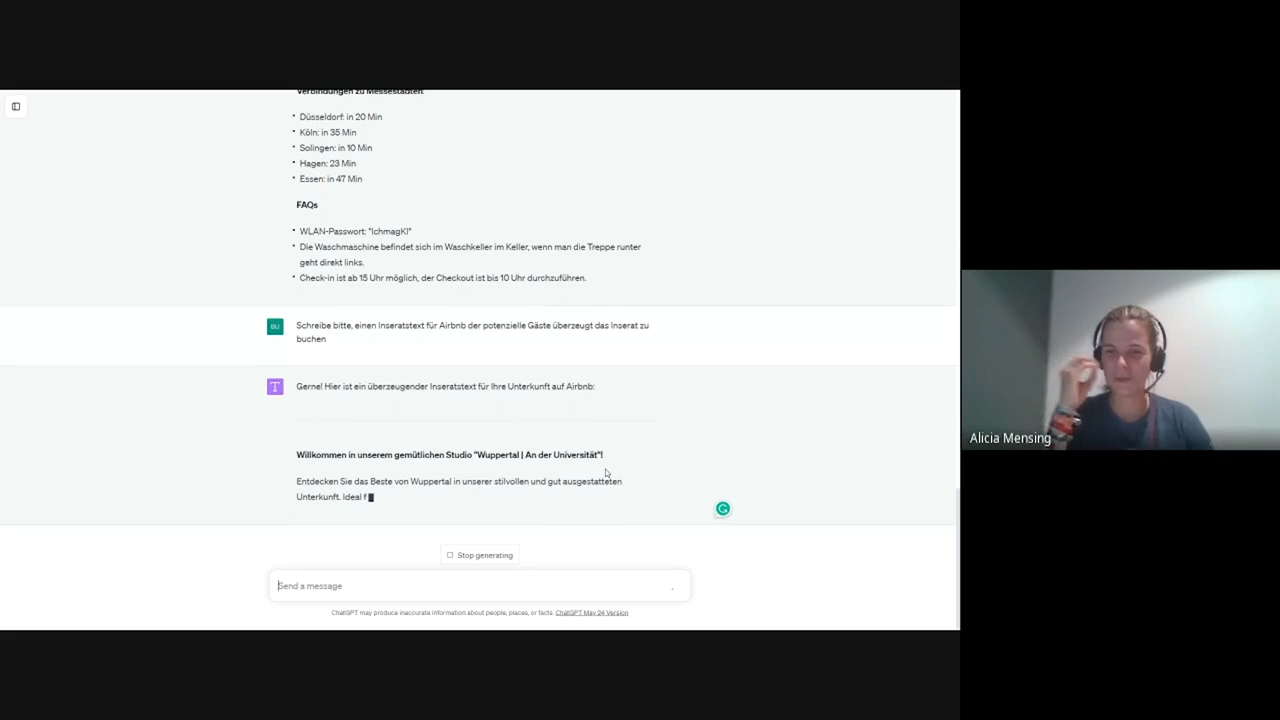 Verbindungen zu Messestädten:
• Düsseldorf: in 20 Min
• Köln: in 35 Min
• Solingen: in 10 Min
• Hagen: 23 Min
• Essen: in 47 Min
FAQs
• WLAN-Passwort: "IchmagKI"
• Die Waschmaschine befindet sich im Waschkeller im Keller, wenn man die Treppe runter
geht direkt links.
• Check-in ist ab 15 Uhr möglich, der Checkout ist bis 10 Uhr durchzuführen.
BU
Schreibe bitte, einen Inseratstext für Airbnb der potenzielle Gäste überzeugt das Inserat zu
buchen
T
Gerne! Hier ist ein überzeugender Inseratstext für Ihre Unterkunft auf Airbnb:
Willkommen in unserem gemütlichen Studio "Wuppertal | An der Universität"!
Entdecken Sie das Beste von Wuppertal in unserer stilvollen und gut ausgestatteten
Unterkunft. Ideal f
Stop generating
Send a message
ChatGPT may produce inaccurate information about people, places, or facts. ChatGPT May 24 Version
Alicia Mensing